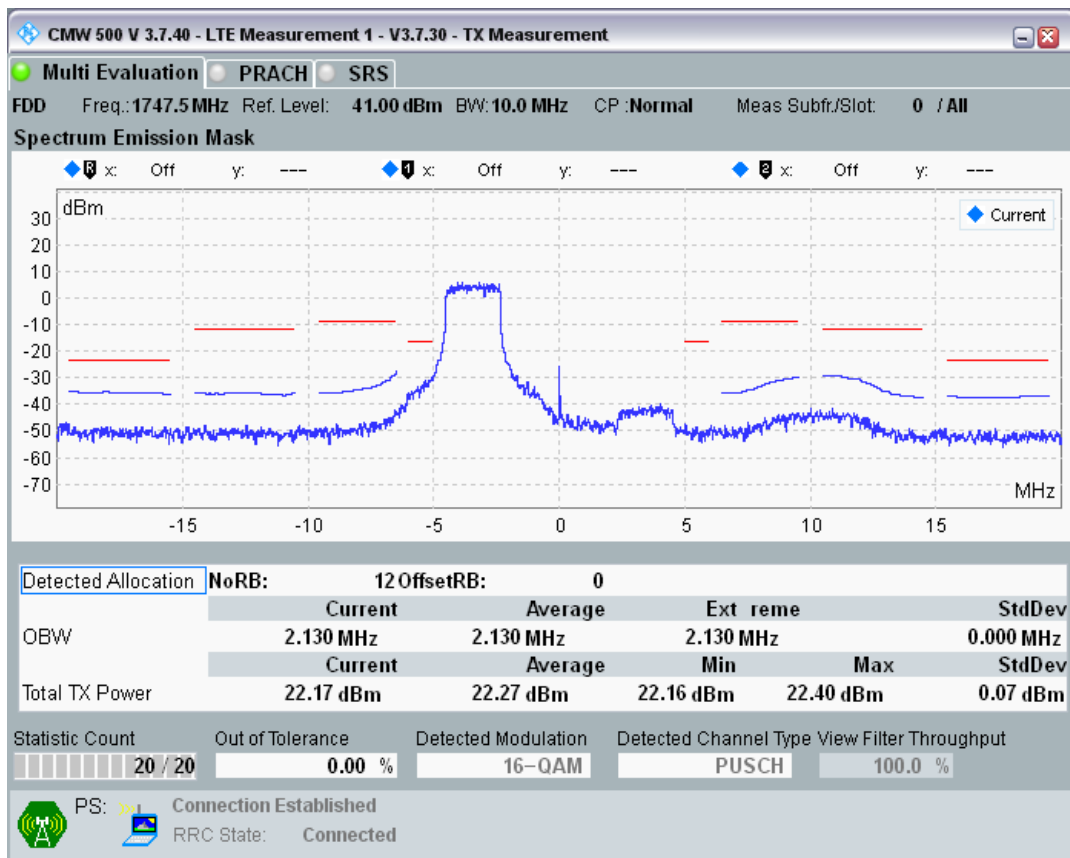 CMW 500 V 3.7.40 - LTE Measurement 1 - V3.7.30 - TX Measurement
Multi Evaluation PRACH SRS
FDD Freq.: 1747.5 MHz Ref. Level: 41.00 dBm BW: 10.0 MHz CP :Normal Meas Subfr./Slot: 0 / All
Spectrum Emission Mask
R x: Off y: --- 1 x: Off y: --- 2 x: Off y: ---
dBm
Current
30
20
10
0
-10
-20
-30
-40
-50
-60
-70
MHz
-15 -10 -5 0 5 10 15
Detected Allocation NoRB: 12 OffsetRB: 0
Current Average Ext reme StdDev
OBW 2.130 MHz 2.130 MHz 2.130 MHz 0.000 MHz
Current Average Min Max StdDev
Total TX Power 22.17 dBm 22.27 dBm 22.16 dBm 22.40 dBm 0.07 dBm
Statistic Count Out of Tolerance Detected Modulation Detected Channel Type View Filter Throughput
20 / 20 0.00 % 16-QAM PUSCH 100.0 %
PS: Connection Established
RRC State: Connected